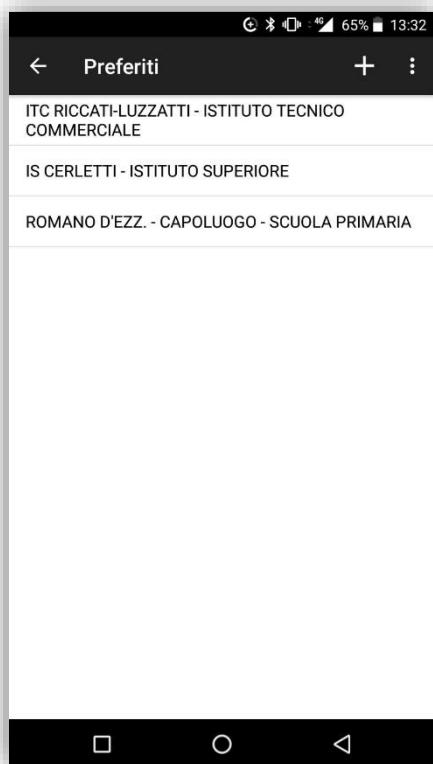 4G 65% 13:32
Preferiti
ITC RICCATI-LUZZATTI - ISTITUTO TECNICO
COMMERCIALE
IS CERLETTI - ISTITUTO SUPERIORE
ROMANO D'EZZ. - CAPOLUOGO - SCUOLA PRIMARIA